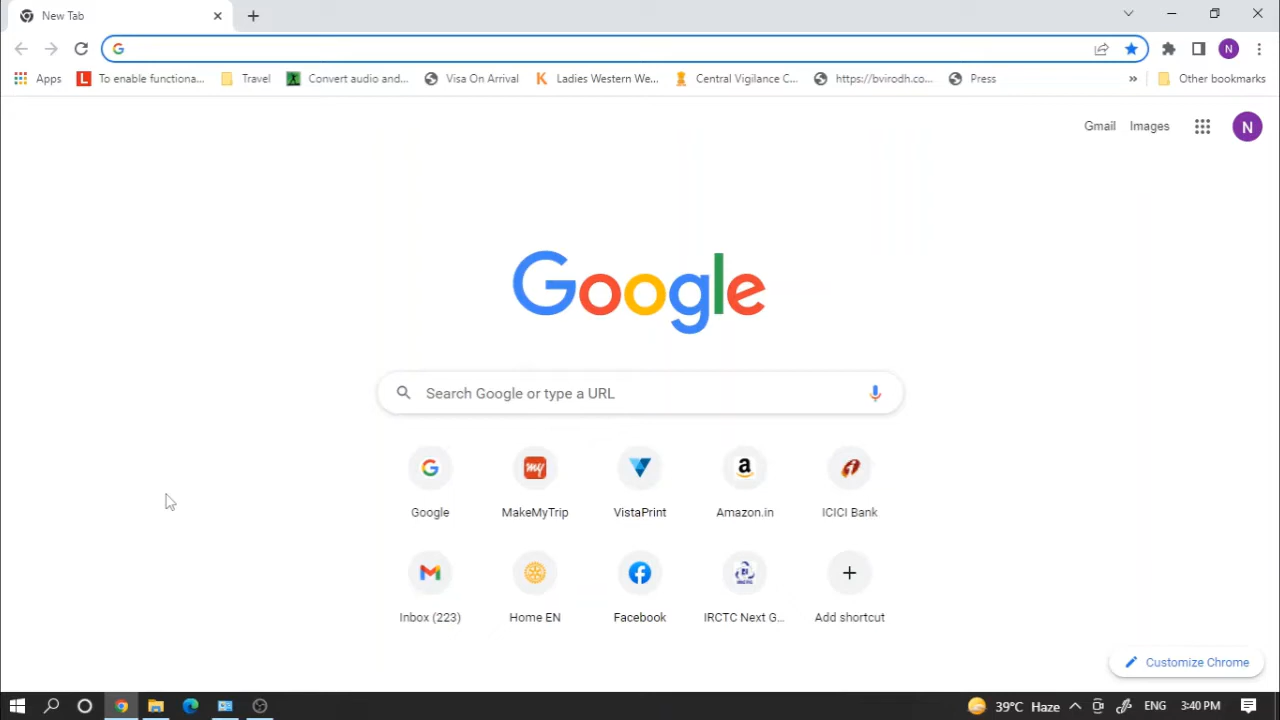 New Tab
Apps
To enable functiona...
Travel
Convert audio and...
Visa On Arrival
Ladies Western We...
Central Vigilance C...
https://bvirodh.co...
Press
»
Other bookmarks
N
Gmail
Images
N
Google
Search Google or type a URL
Google
MakeMyTrip
VistaPrint
Amazon.in
ICICI Bank
Inbox (223)
Home EN
Facebook
IRCTC Next G...
Add shortcut
Customize Chrome
39°C Haze
ENG
3:40 PM